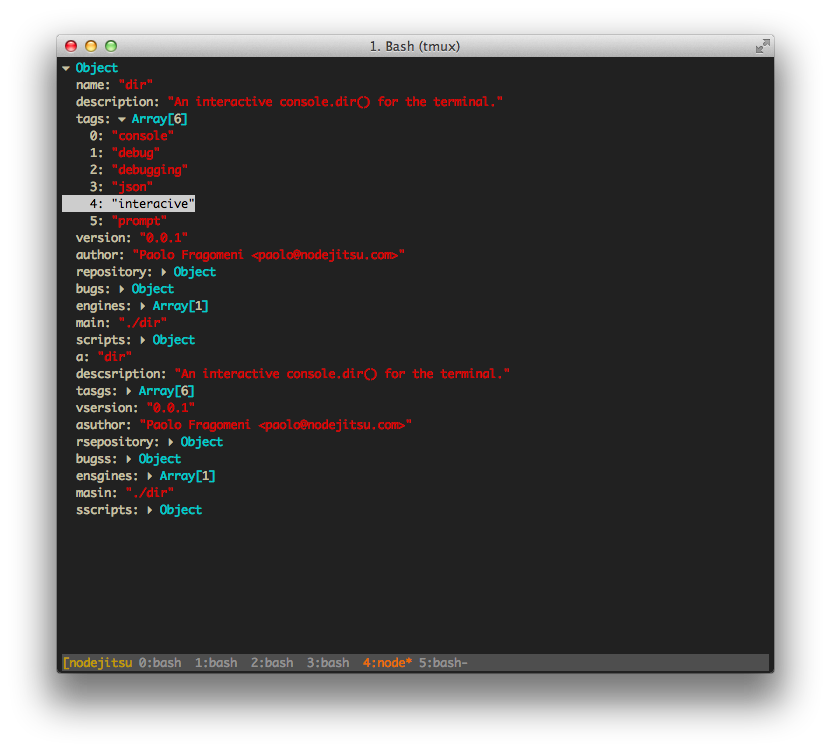 1. Bash (tmux)
▾ Object
name: "dir"
description: "An interactive console.dir() for the terminal."
tags: ▾ Array[6]
0: "console"
1: "debug"
2: "debugging"
3: "json"
4: "interacive"
5: "prompt"
version: "0.0.1"
author: "Paolo Fragomeni <paolo@nodejitsu.com>"
repository: ▸ Object
bugs: ▸ Object
engines: ▸ Array[1]
main: "./dir"
scripts: ▸ Object
a: "dir"
descsription: "An interactive console.dir() for the terminal."
tasgs: ▸ Array[6]
vsersion: "0.0.1"
asuthor: "Paolo Fragomeni <paolo@nodejitsu.com>"
rsepository: ▸ Object
bugss: ▸ Object
ensgines: ▸ Array[1]
masin: "./dir"
sscripts: ▸ Object
[nodejitsu 0:bash 1:bash 2:bash 3:bash 4:node* 5:bash-